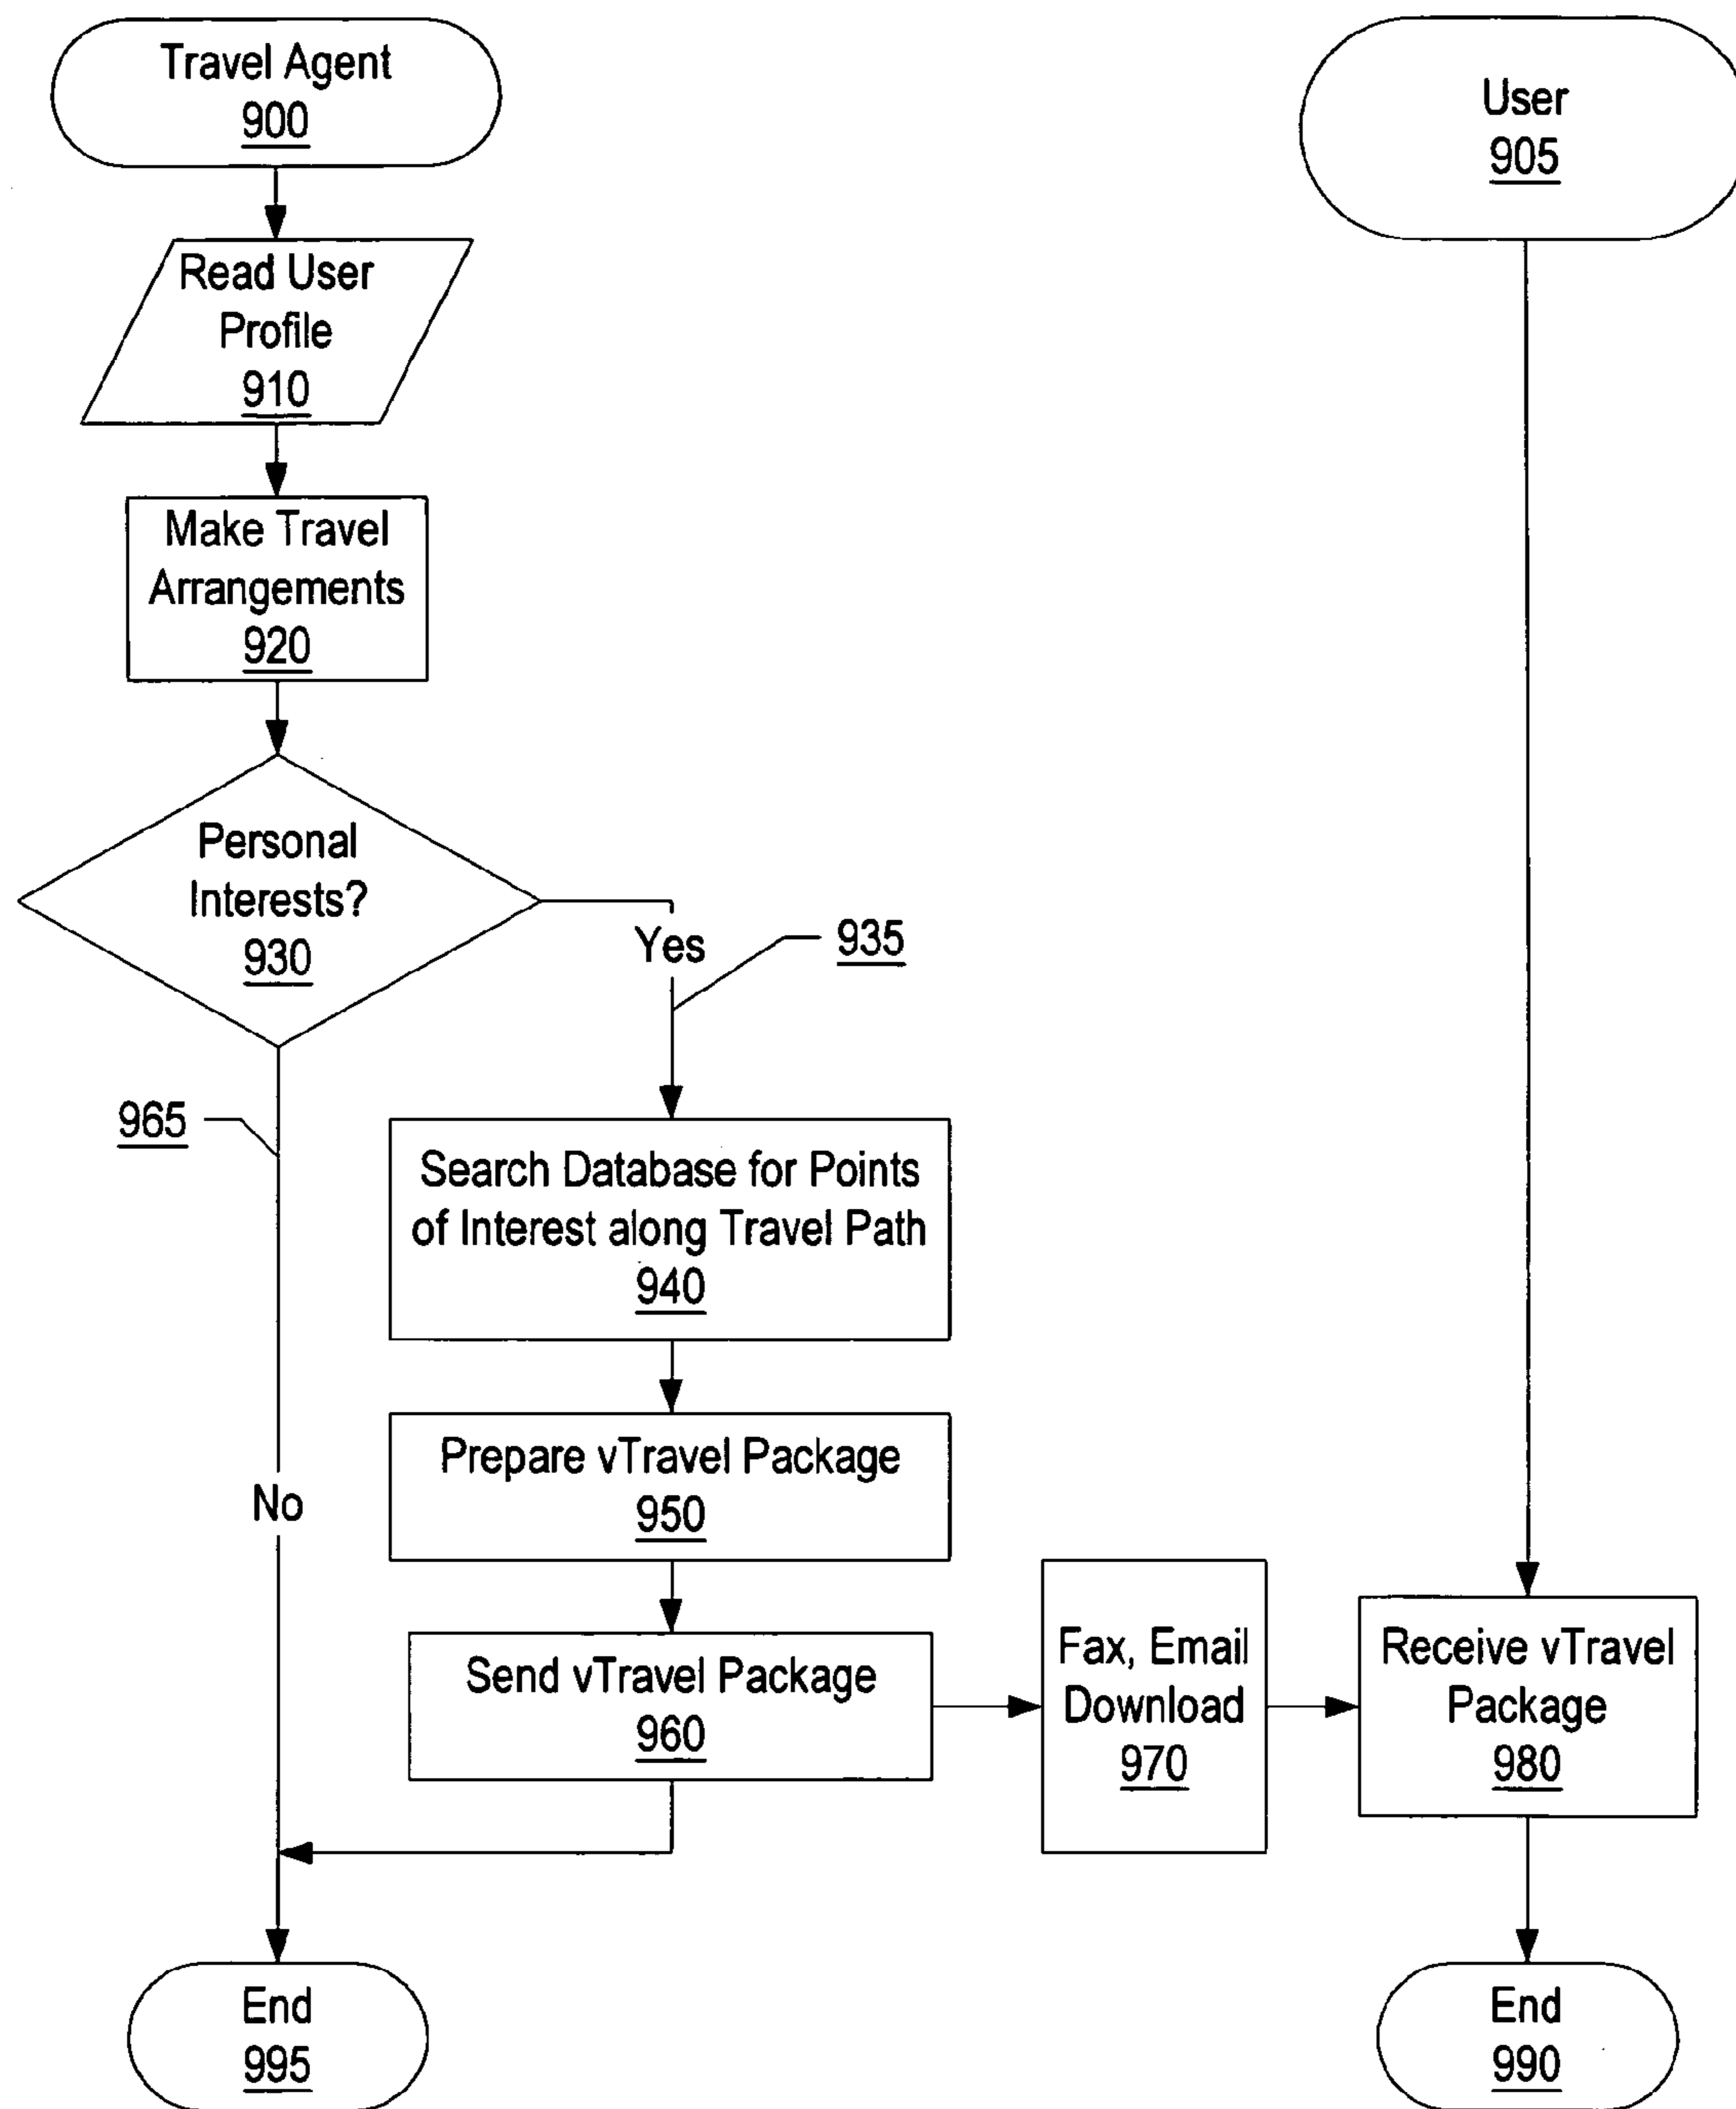 Travel Agent
900
User
905
Read User
Profile
910
Make Travel
Arrangements
920
Personal
Interests?
930
Yes
935
965
Search Database for Points
of Interest along Travel Path
940
No
Prepare vTravel Package
950
Send vTravel Package
960
Fax, Email
Download
970
Receive vTravel
Package
980
End
995
End
990